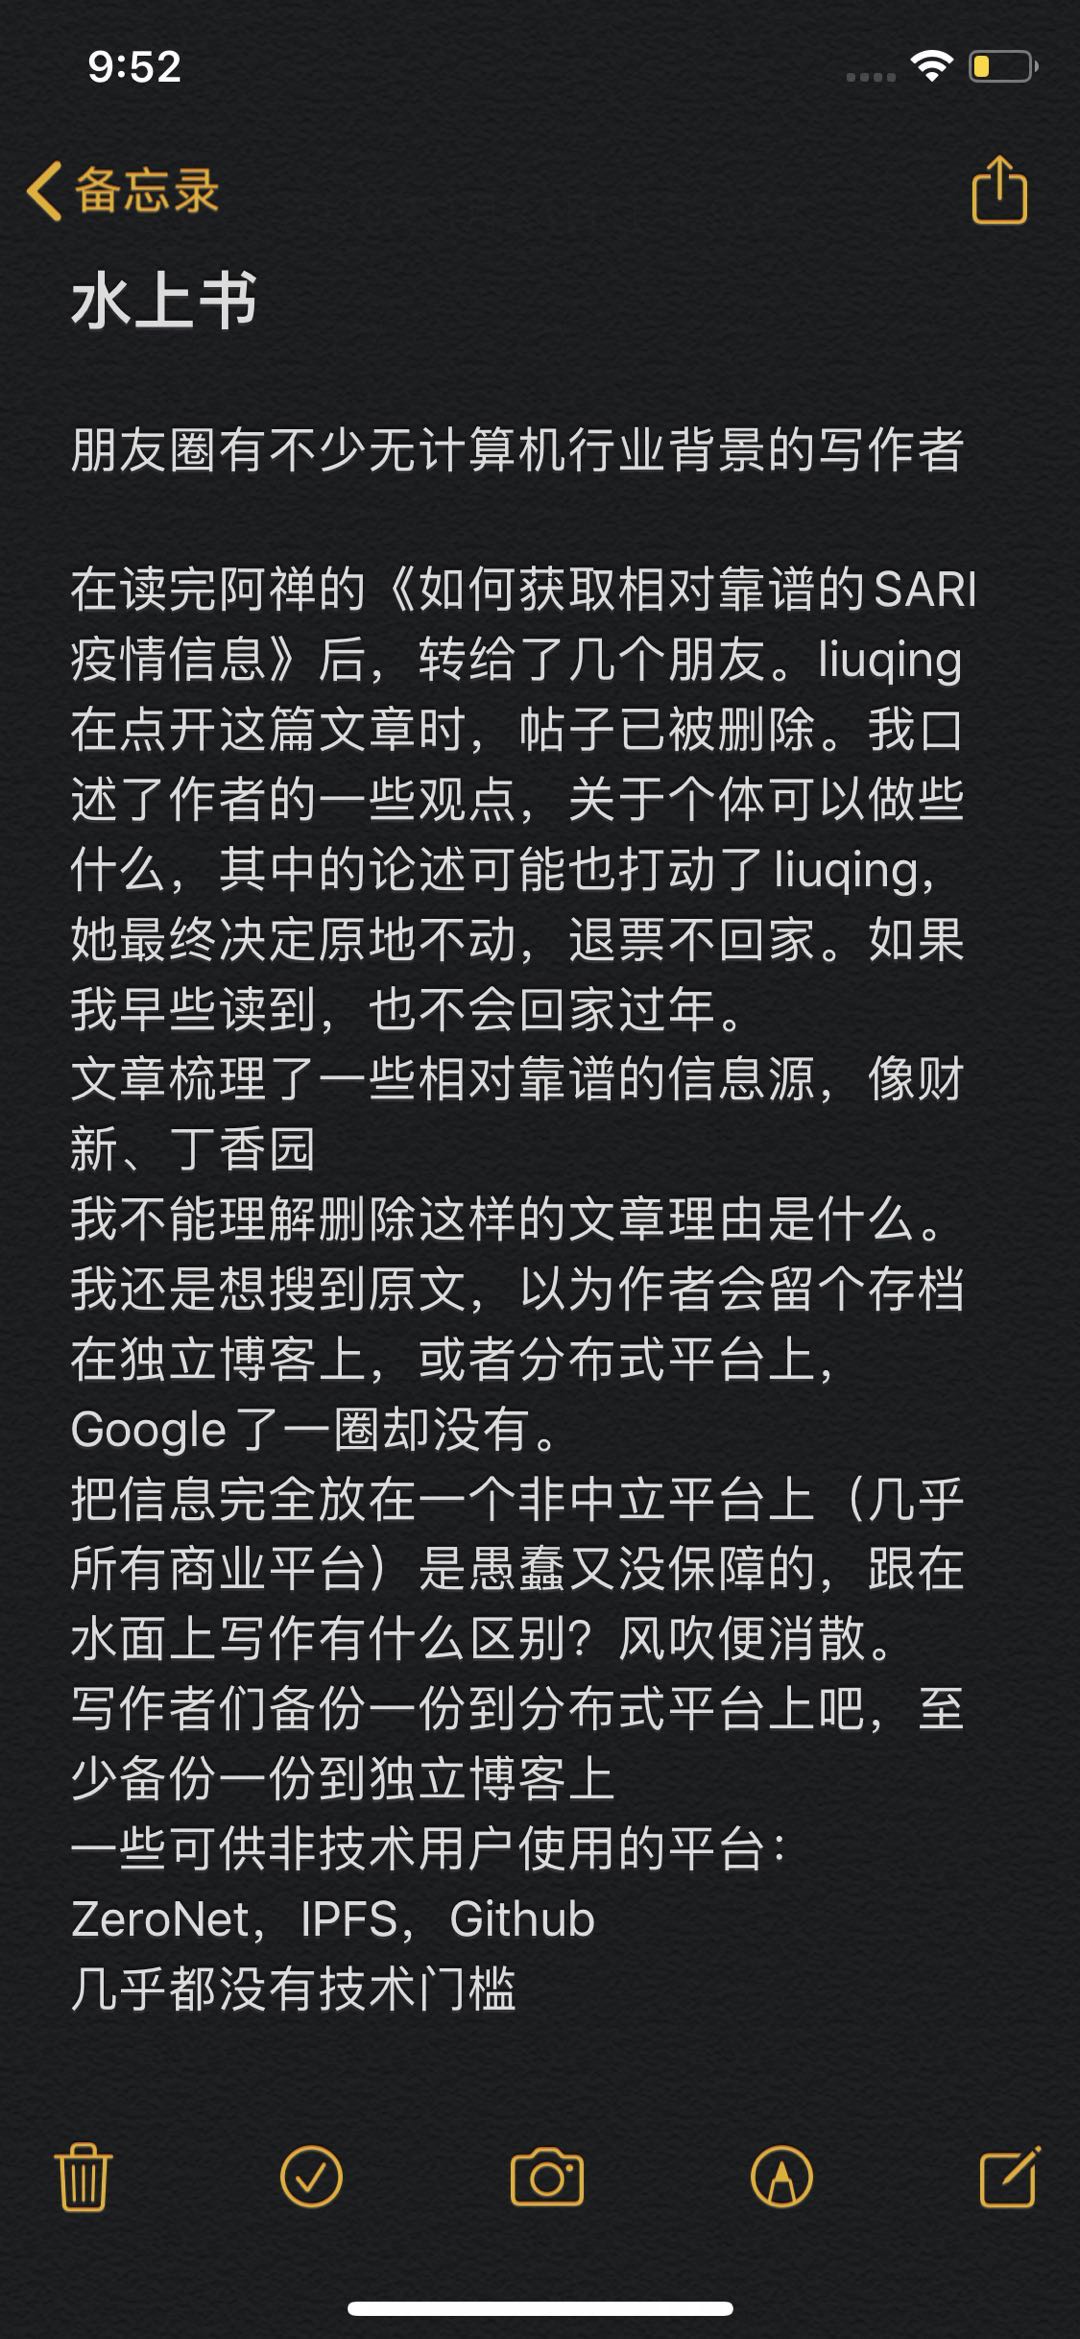 9:52
备忘录
水上书
朋友圈有不少无计算机行业背景的写作者
在读完阿禅的《如何获取相对靠谱的SARI
疫情信息》后，转给了几个朋友。liuqing
在点开这篇文章时，帖子已被删除。我口
述了作者的一些观点，关于个体可以做些
什么，其中的论述可能也打动了liuqing，
她最终决定原地不动，退票不回家。如果
我早些读到，也不会回家过年。
文章梳理了一些相对靠谱的信息源，像财
新、丁香园
我不能理解删除这样的文章理由是什么。
我还是想搜到原文，以为作者会留个存档
在独立博客上，或者分布式平台上，
Google了一圈却没有。
把信息完全放在一个非中立平台上（几乎
所有商业平台）是愚蠢又没保障的，跟在
水面上写作有什么区别？风吹便消散。
写作者们备份一份到分布式平台上吧，至
少备份一份到独立博客上
一些可供非技术用户使用的平台：
ZeroNet，IPFS，Github
几乎都没有技术门槛